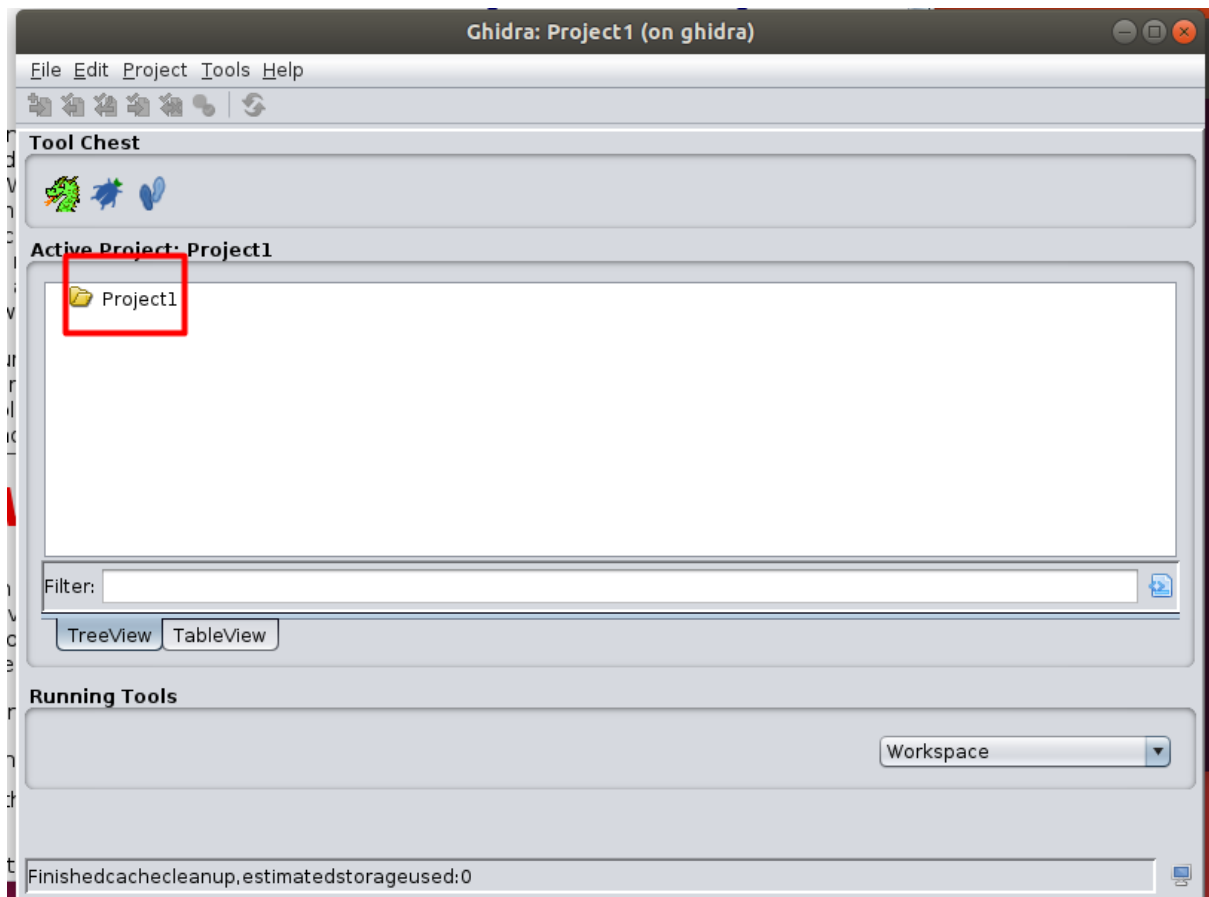 Ghidra: Project1 (on ghidra)
File Edit Project Tools Help
Tool Chest
Active Project: Project1
Project1
Filter:
TreeView TableView
Running Tools
Workspace
Finishedcachecleanup,estimatedstorageused:0